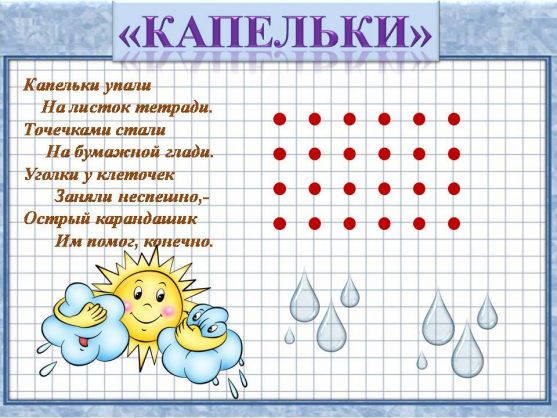 «КАПЕЛЬКИ»
Капельки упали
На листок тетради.
Точечками стали
На бумажной глади.
Уголки у клеточек
Заняли неспешно,-
Острый карандашик
Им помог, конечно.